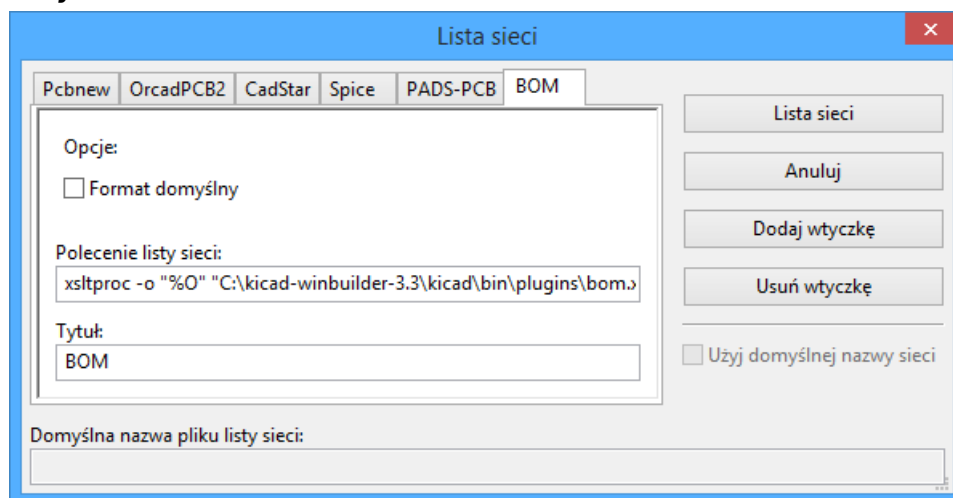 Lista sieci
Pcbnew OrcadPCB2 CadStar Spice PADS-PCB BOM
Opcje:
Format domyślny
Polecenie listy sieci:
xsltproc -o "%O" "C:\kicad-winbuilder-3.3\kicad\bin\plugins\bom.x
Tytuł:
BOM
Lista sieci
Anuluj
Dodaj wtyczkę
Usuń wtyczkę
Użyj domyślnej nazwy sieci
Domyślna nazwa pliku listy sieci: